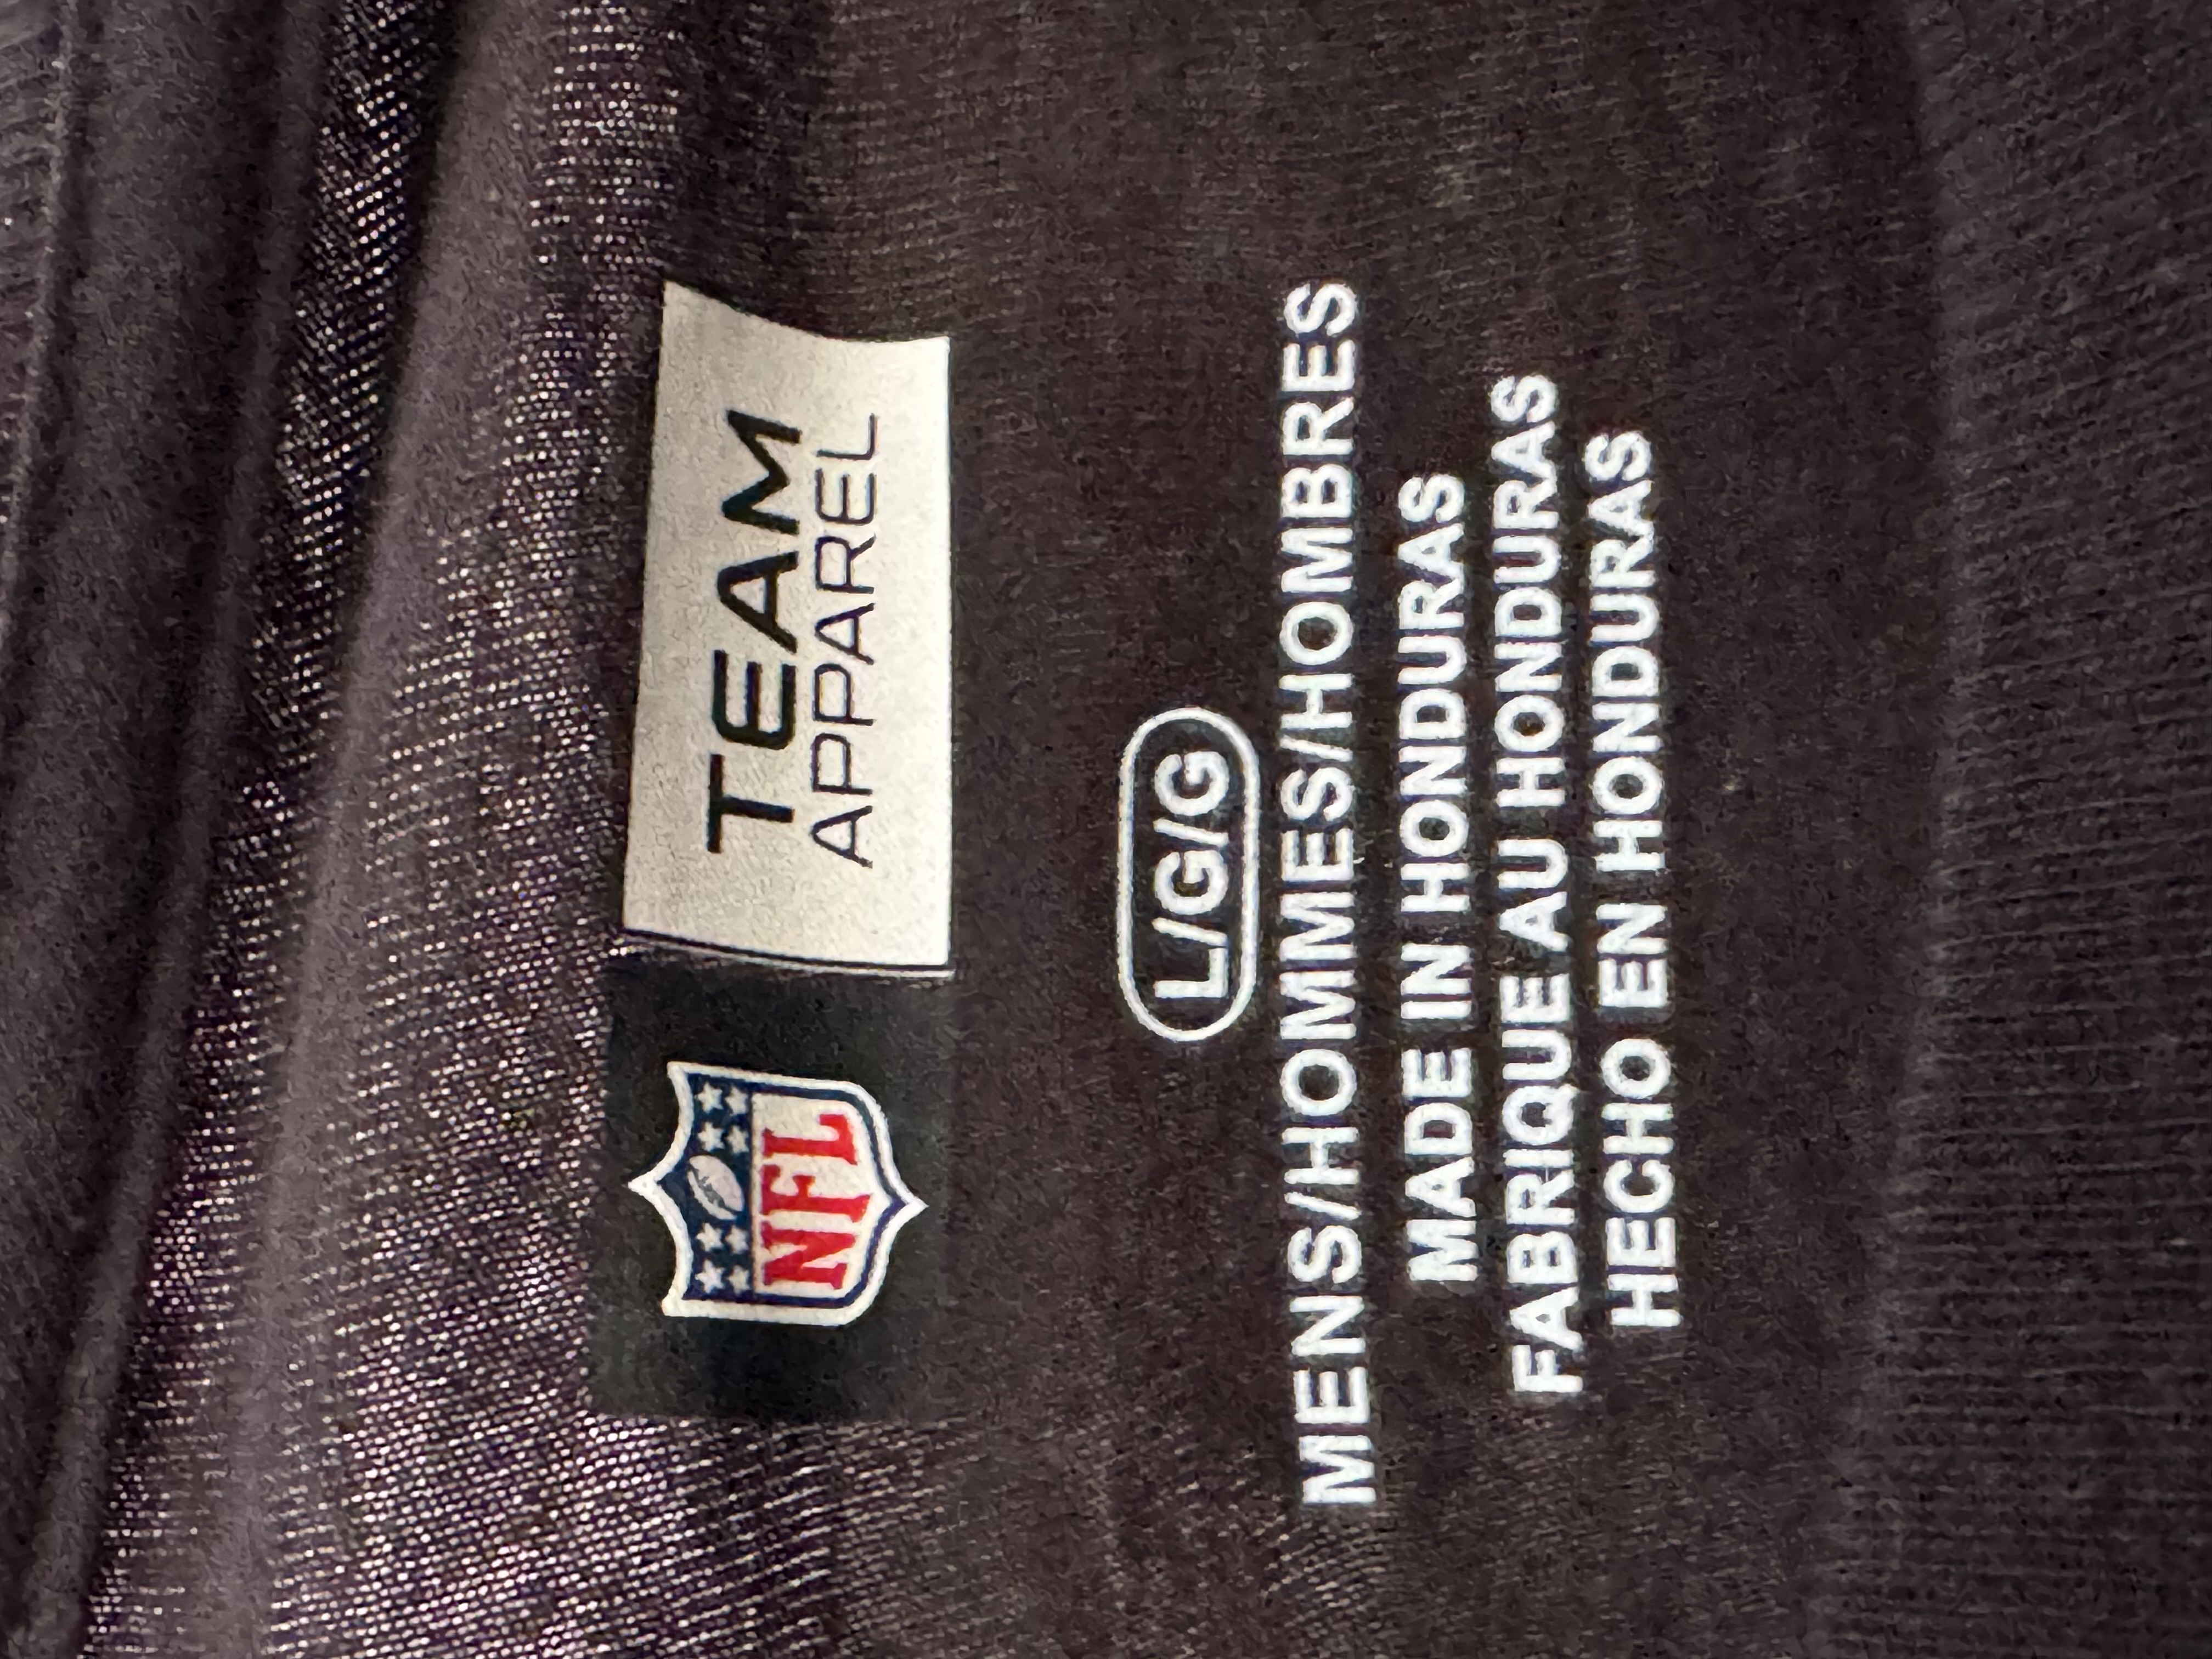 NFL
TEAM
APPAREL
L/G/G
MENS/HOMMES/HOMBRES
MADE IN HONDURAS
FABRIQUE AU HONDURAS
HECHO EN HONDURAS